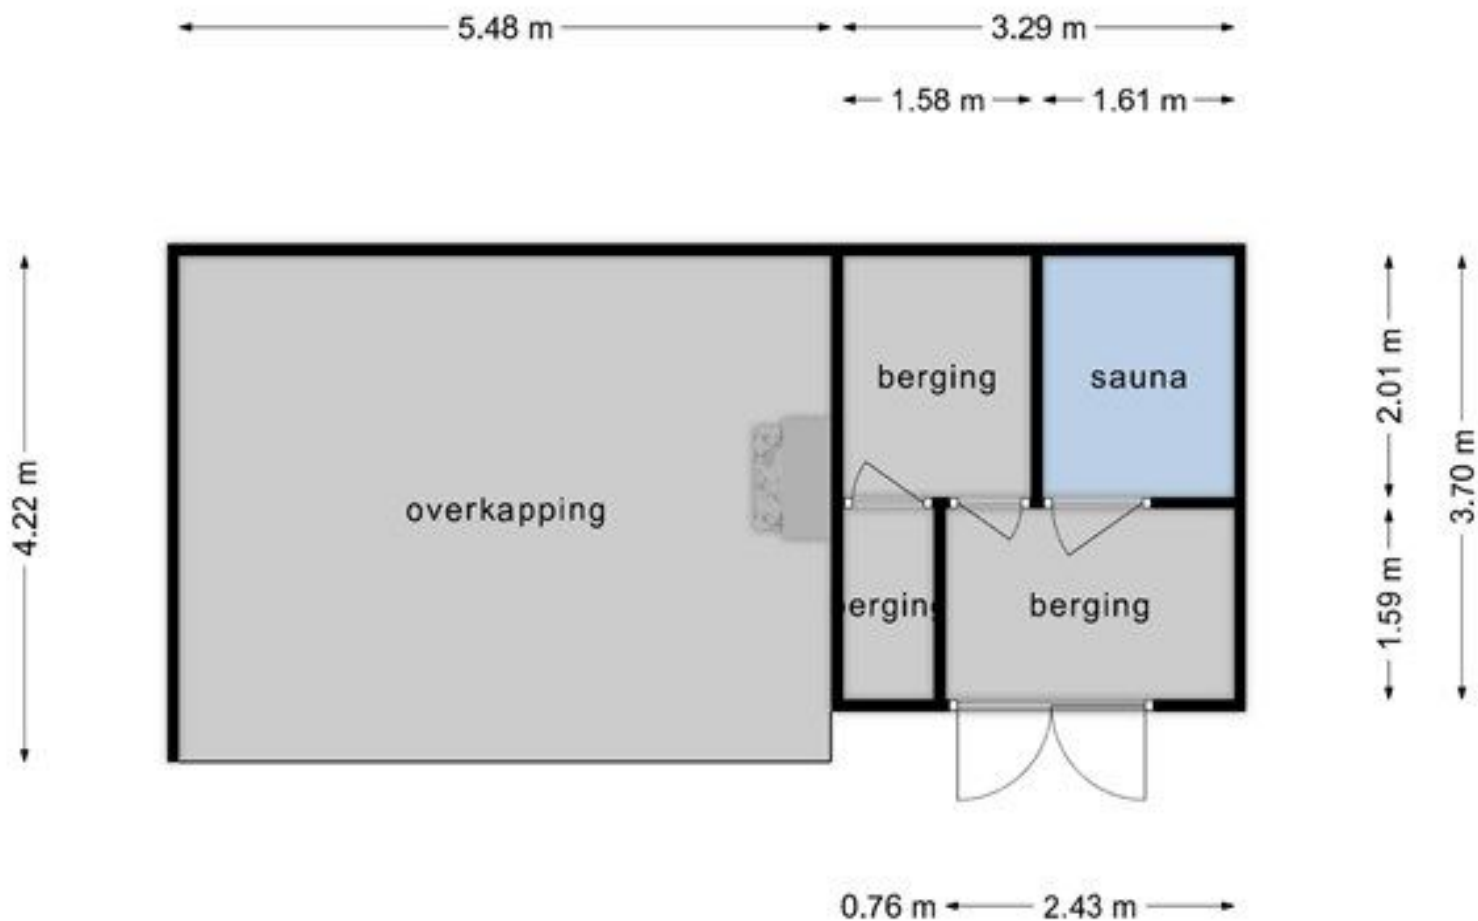 5.48 m
3.29 m
1.58 m
1.61 m
berging
sauna
2.01 m
3.70 m
4.22 m
overkapping
1.59 m
erging
berging
0.76 m
2.43 m